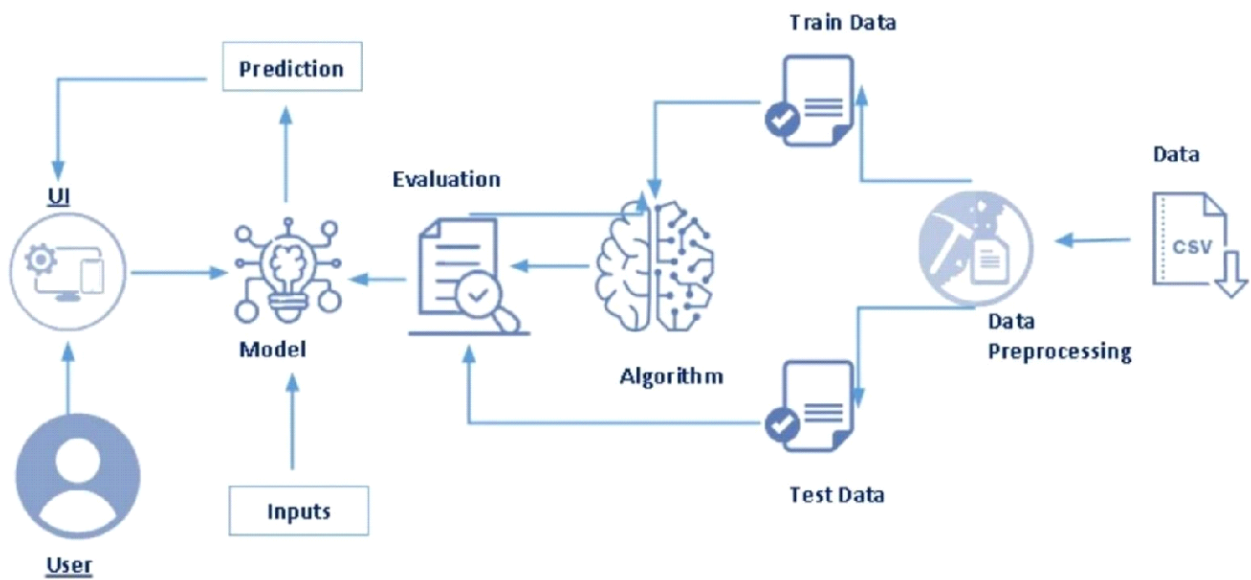 Train Data
Prediction
Data
Evaluation
UI
CSV
Data
Preprocessing
Model
Algorithm
Test Data
Inputs
User